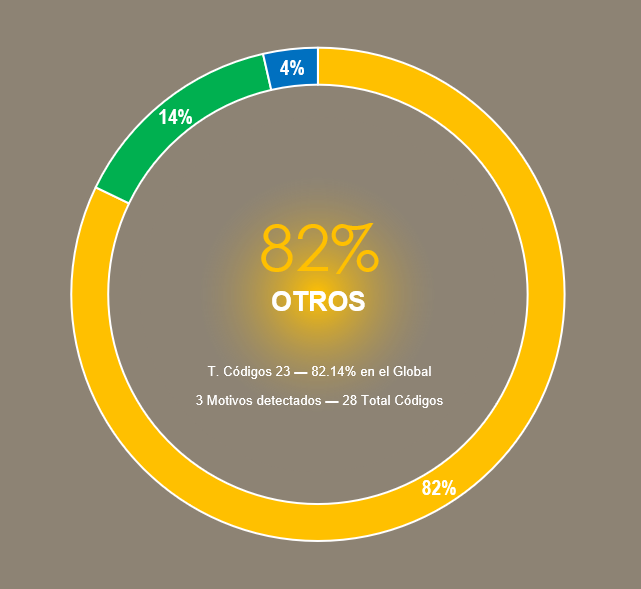 4%
14%
82%
OTROS
T. Códigos 23 — 82.14% en el Global
3 Motivos detectados — 28 Total Códigos
82%